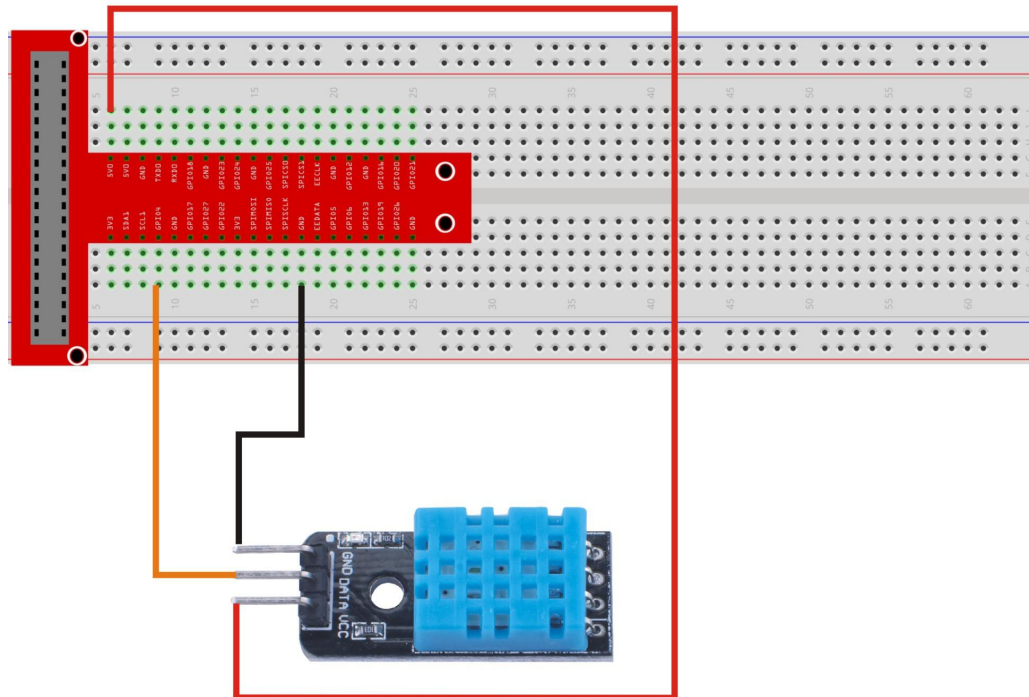 5 10 15 20 25 30 35 40 45 50 55 60
5V0 5V0 GND TXD0 RXD0 GPIO18 GND GPIO23 GPIO24 GND GPIO25 SPICS0 SPICS1 EECLK GND GPIO12 GND GPIO16 GPIO20 GPIO21
3V3 SDA1 SCL1 GPIO4 GND GPIO17 GPIO27 GPIO22 3V3 SPIMOSI SPIMISO SPISCLK GND EEDATA GPIO5 GPIO6 GPIO13 GPIO19 GPIO26 GND
5 10 15 20 25 30 35 40 45 50 55 60
GND DATA VCC